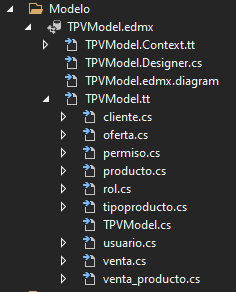 Modelo
TPVModel.edmx
TPVModel.Context.tt
TPVModel.Designer.cs
TPVModel.edmx.diagram
TPVModel.tt
cliente.cs
oferta.cs
permiso.cs
producto.cs
rol.cs
tipoproducto.cs
TPVModel.cs
usuario.cs
venta.cs
venta_producto.cs